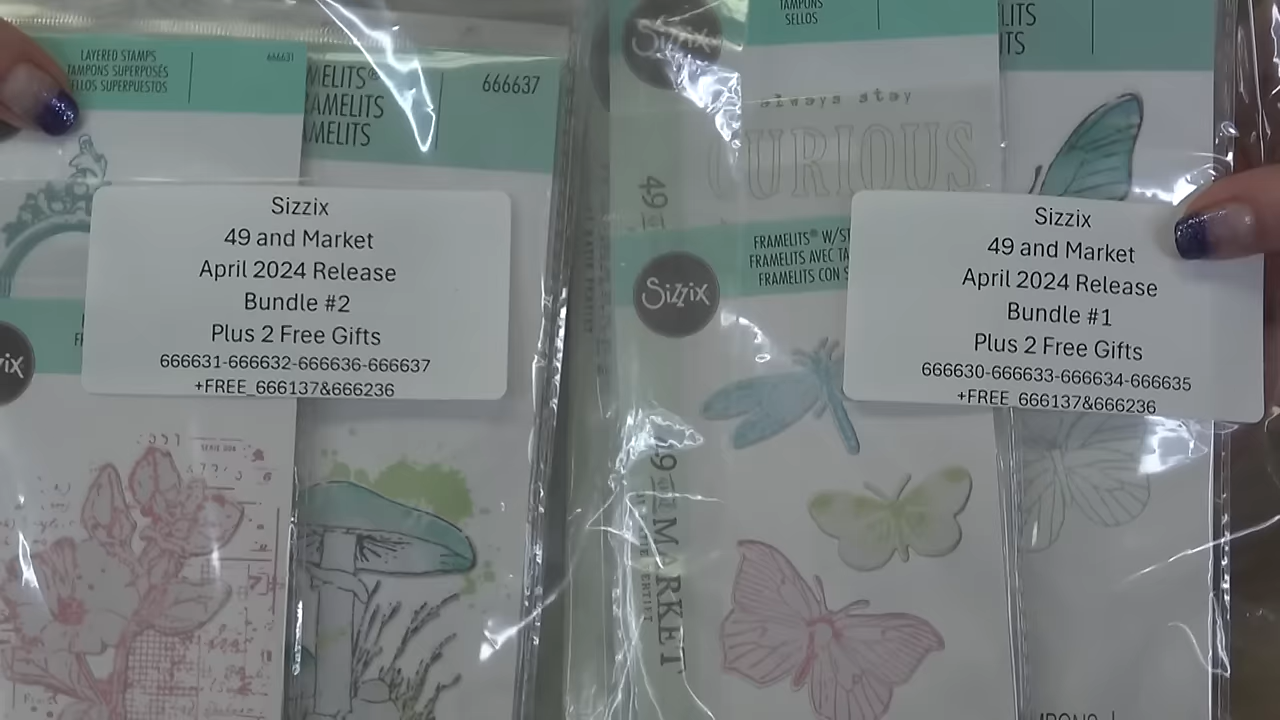 LAYERED STAMPS
TAMPONS SUPERPOSÉS
SELLOS SUPERPUESTOS
666631
FRAMELITS®
FRAMELITS
FRAMELITS
666637
Sizzix
49 and Market
April 2024 Release
Bundle #2
Plus 2 Free Gifts
666631-666632-666636-666637
+FREE_666137&666236
Sizzix
TAMPONS
SELLOS
always stay
CURIOUS
49
Sizzix
FRAMELITS® W/ST
FRAMELITS AVEC TA
FRAMELITS CON S
49 AND MARKET
Sizzix
49 and Market
April 2024 Release
Bundle #1
Plus 2 Free Gifts
666630-666633-666634-666635
+FREE_666137&666236